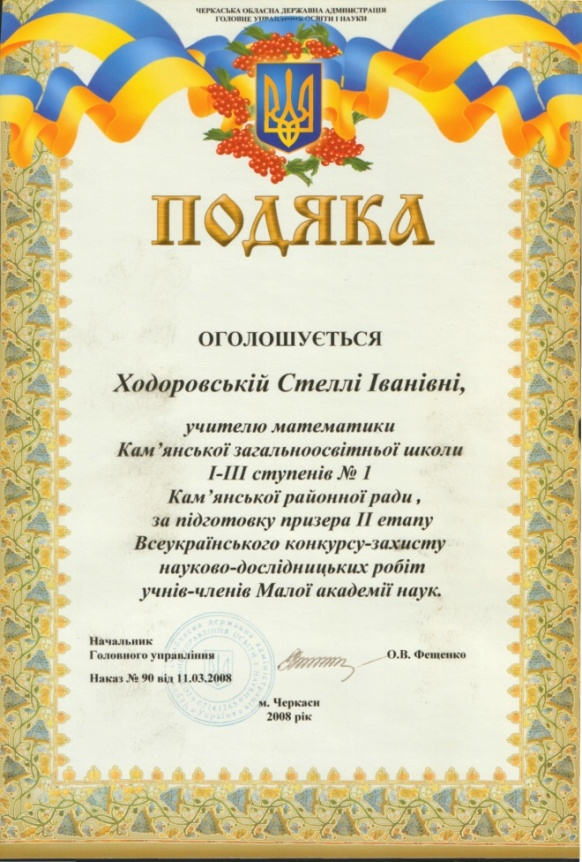 ЧЕРКАСЬКА ОБЛАСНА ДЕРЖАВНА АДМІНІСТРАЦІЯ
ГОЛОВНЕ УПРАВЛІННЯ ОСВІТИ І НАУКИ
ПОДЯКА
ОГОЛОШУЄТЬСЯ
Ходоровській Стеллі Іванівні,
учителю математики
Кам’янської загальноосвітньої школи
І-ІІІ ступенів № 1
Кам’янської районної ради ,
за підготовку призера ІІ етапу
Всеукраїнського конкурсу-захисту
науково-дослідницьких робіт
учнів-членів Малої академії наук.
Начальник
Головного управління
О.В. Фещенко
Наказ № 90 від 11.03.2008
м. Черкаси
2008 рік